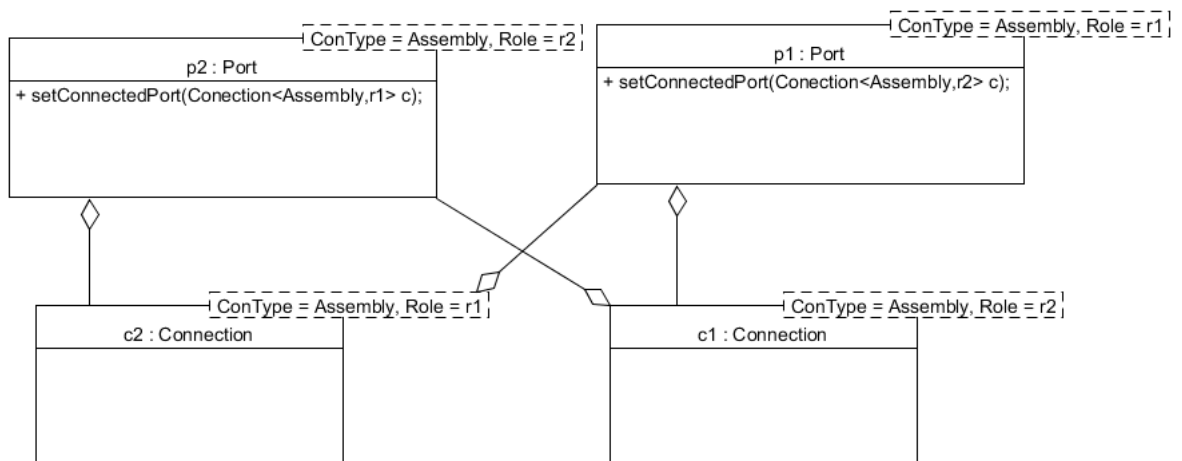 ConType = Assembly, Role = r2
p2 : Port
+ setConnectedPort(Conection<Assembly,r1> c);
ConType = Assembly, Role = r1
p1 : Port
+ setConnectedPort(Conection<Assembly,r2> c);
ConType = Assembly, Role = r1
c2 : Connection
ConType = Assembly, Role = r2
c1 : Connection